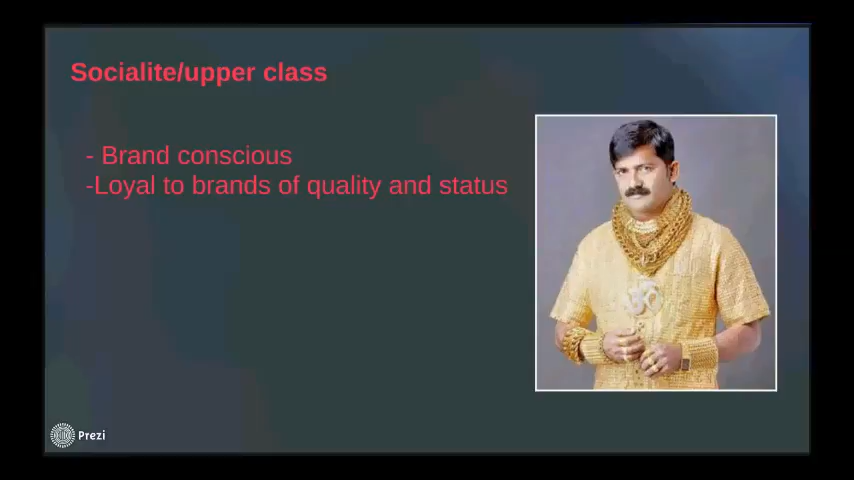 Socialite/upper class
- Brand conscious
-Loyal to brands of quality and status
Prezi